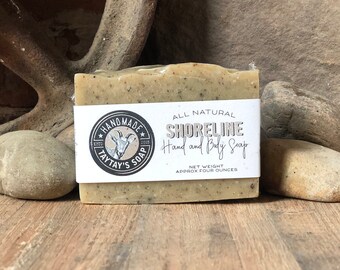 HANDMADE
TAYTAY'S SOAP
ALL NATURAL
SHORELINE
Hand and Body Soap
NET WEIGHT
APPROX FOUR OUNCES